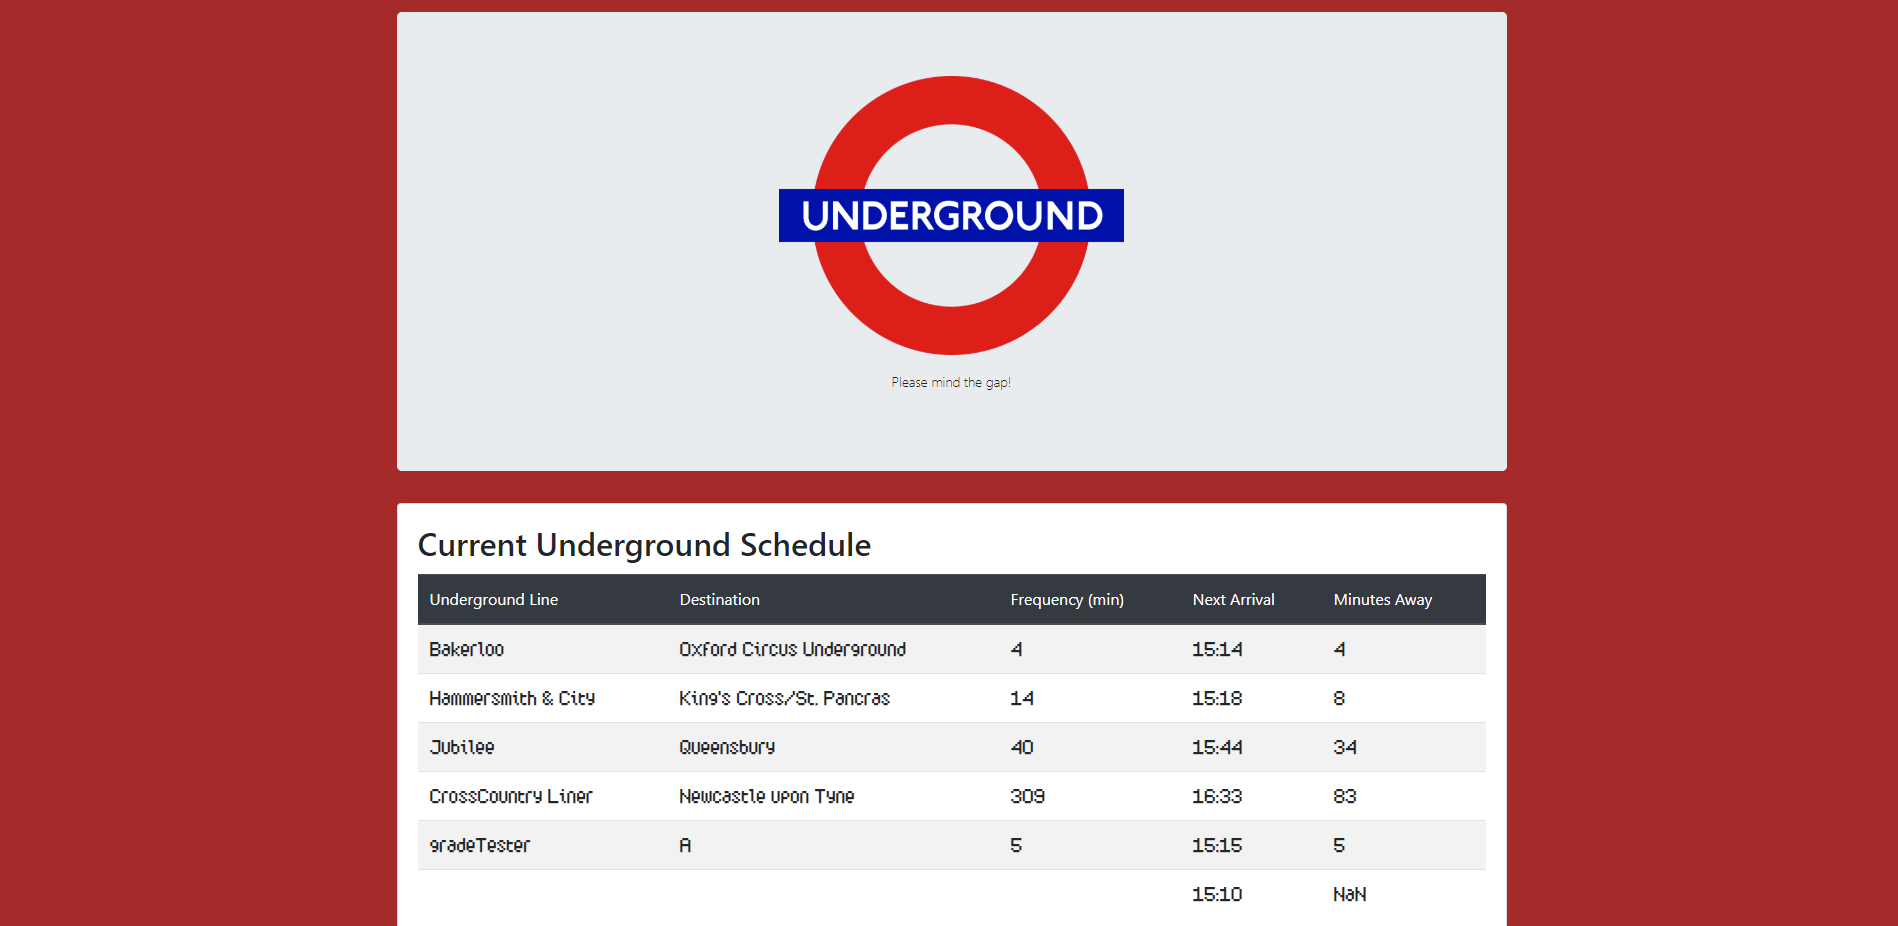 UNDERGROUND
Please mind the gap!
Current Underground Schedule
Underground Line Destination Frequency (min) Next Arrival Minutes Away
Bakerloo Oxford Circus Underground 4 15:14 4
Hammersmith & City King's Cross/St. Pancras 14 15:18 8
Jubilee Queensbury 40 15:44 34
CrossCountry Liner Newcastle upon Tyne 309 16:33 83
gradeTester A 5 15:15 5
15:10 NaN